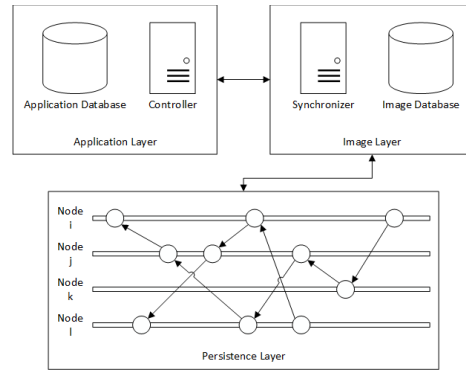 Application Database
Controller
Application Layer
Synchronizer
Image Database
Image Layer
Node
i
Node
j
Node
k
Node
l
Persistence Layer